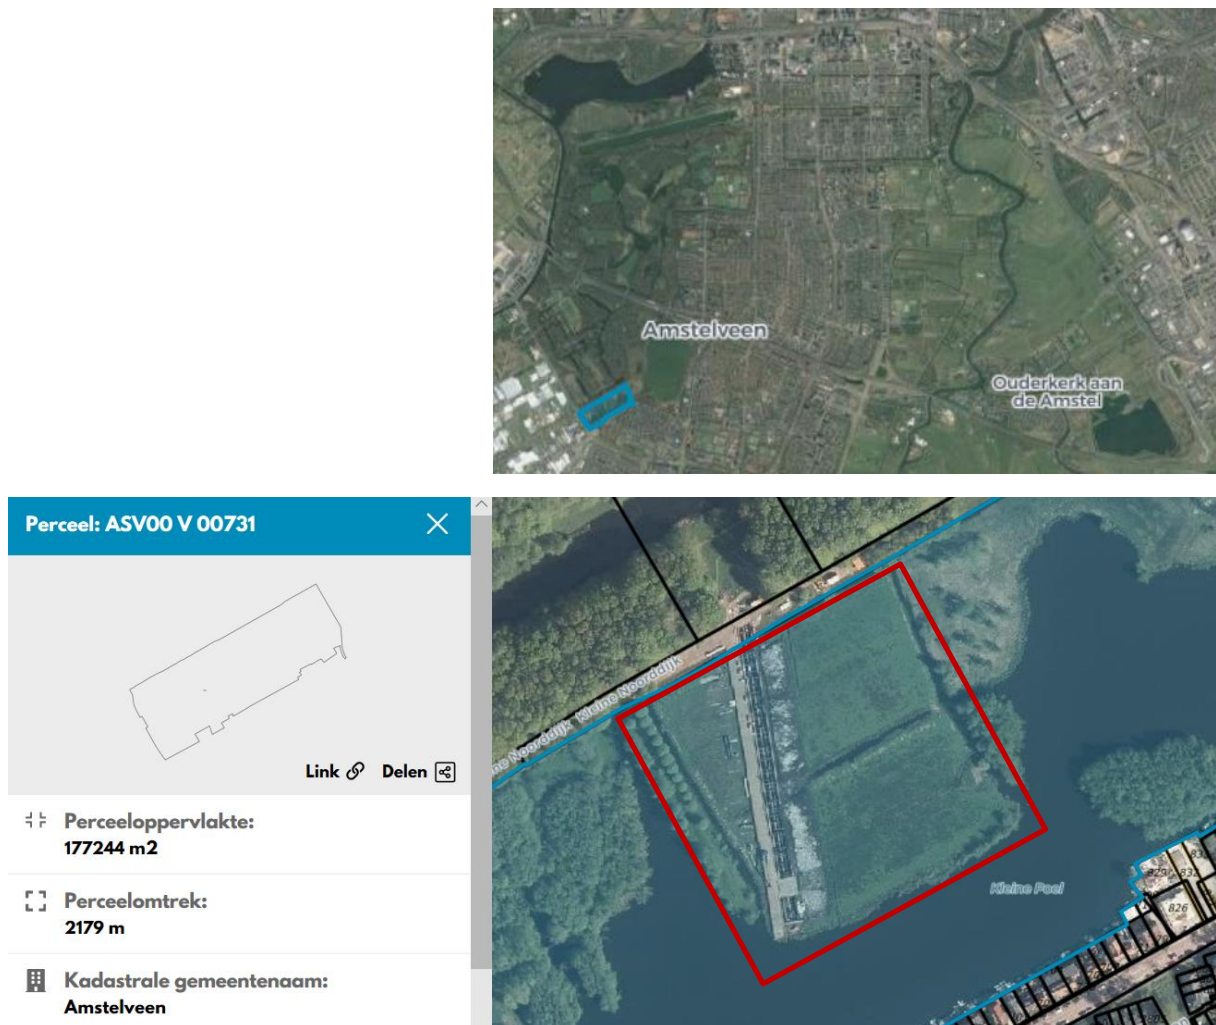 Amstelveen
Ouderkerk aan
de Amstel
Perceel: ASV00 V 00731
Link
Delen
Perceeloppervlakte:
177244 m2
Perceelomtrek:
2179 m
Kadastrale gemeentenaam:
Amstelveen
Noorddijk Kleine Noorddijk
Kleine Poel
826